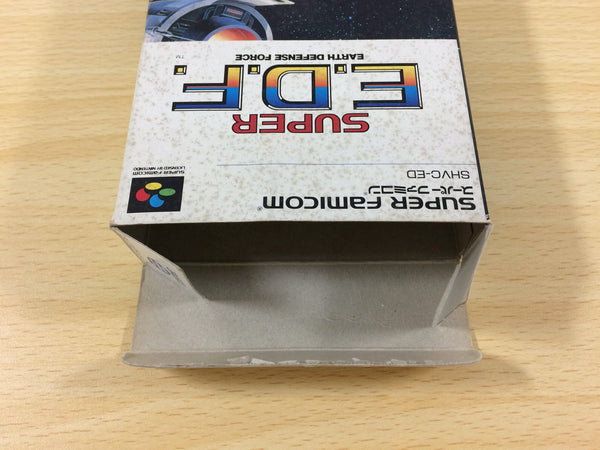 SUPER FAMICOM®
スーパーファミコン®
SHVC-ED
SUPER FAMICOM
LICENSED BY NINTENDO
SUPER
E.D.F.
™
EARTH DEFENSE FORCE